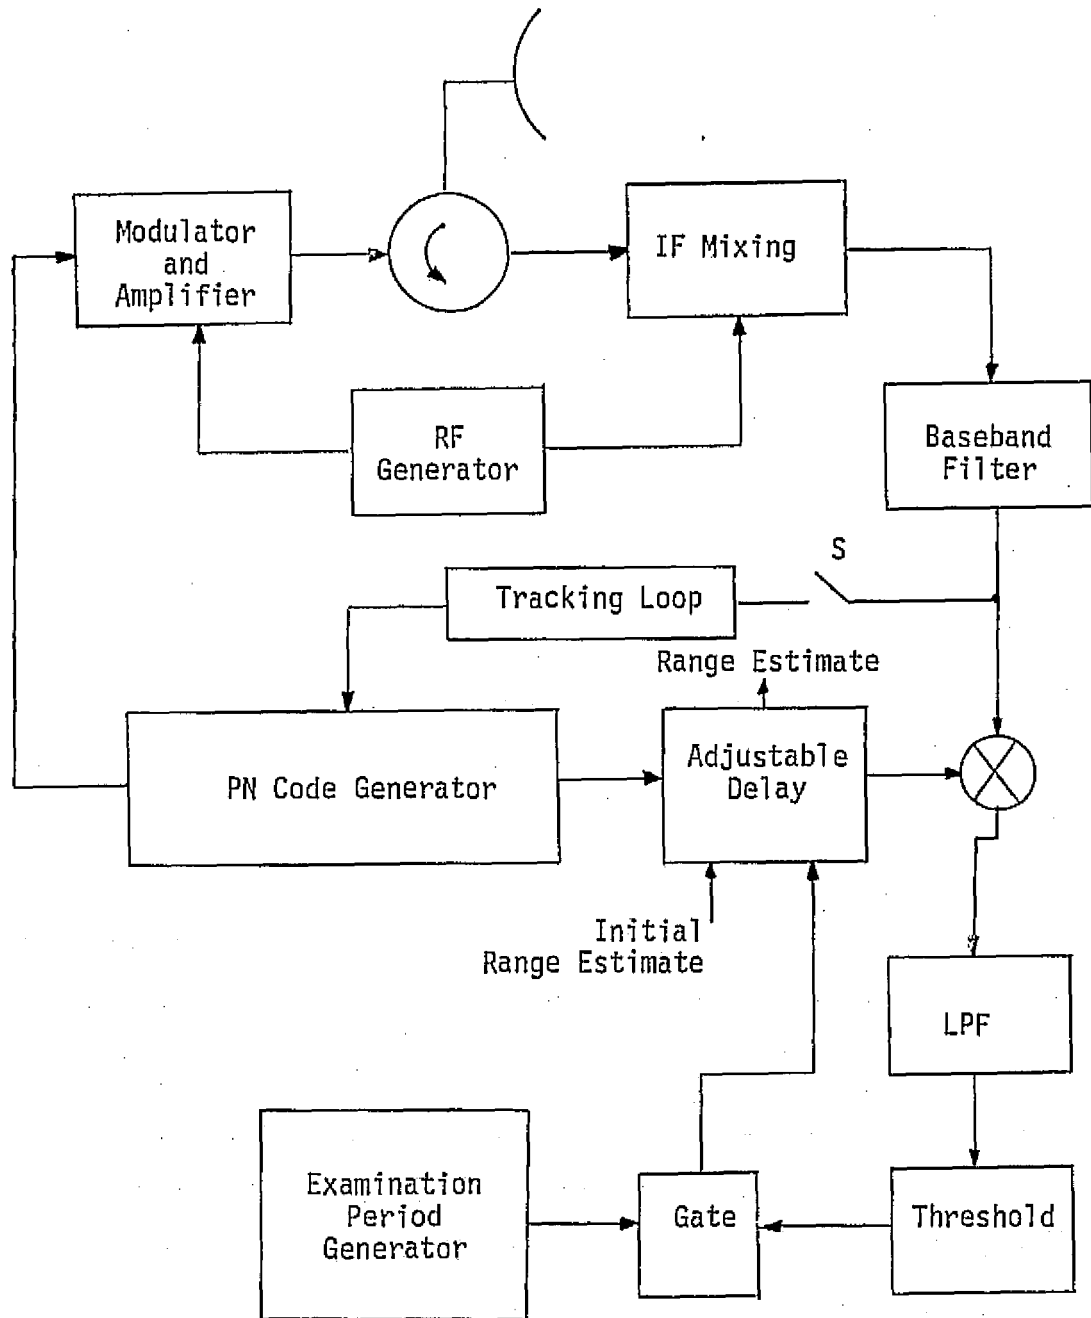 Modulator
and
Amplifier
IF Mixing
RF
Generator
Baseband
Filter
S
Tracking Loop
Range Estimate
PN Code Generator
Adjustable
Delay
Initial
Range Estimate
LPF
Examination
Period
Generator
Gate
Threshold